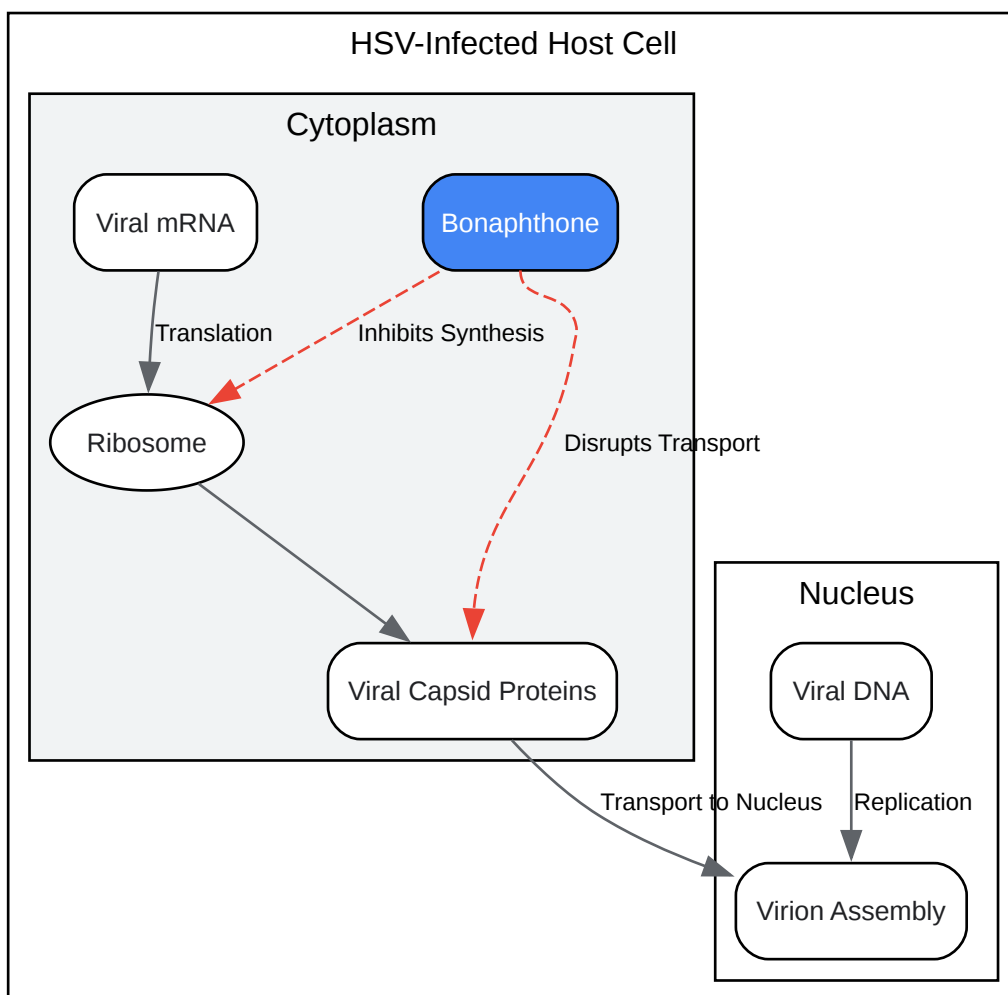 HSV-Infected Host Cell
Cytoplasm
Viral mRNA
Bonaphthone
Translation
Inhibits Synthesis
Ribosome
Disrupts Transport
Nucleus
Viral Capsid Proteins
Viral DNA
Transport to Nucleus
Replication
Virion Assembly